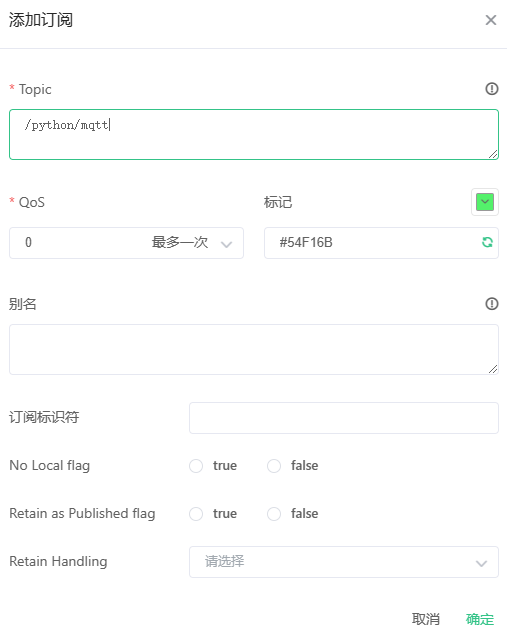 添加订阅
* Topic
/python/mqtt
* QoS
标记
0 最多一次
#54F16B
别名
订阅标识符
No Local flag true false
Retain as Published flag true false
Retain Handling 请选择
取消 确定